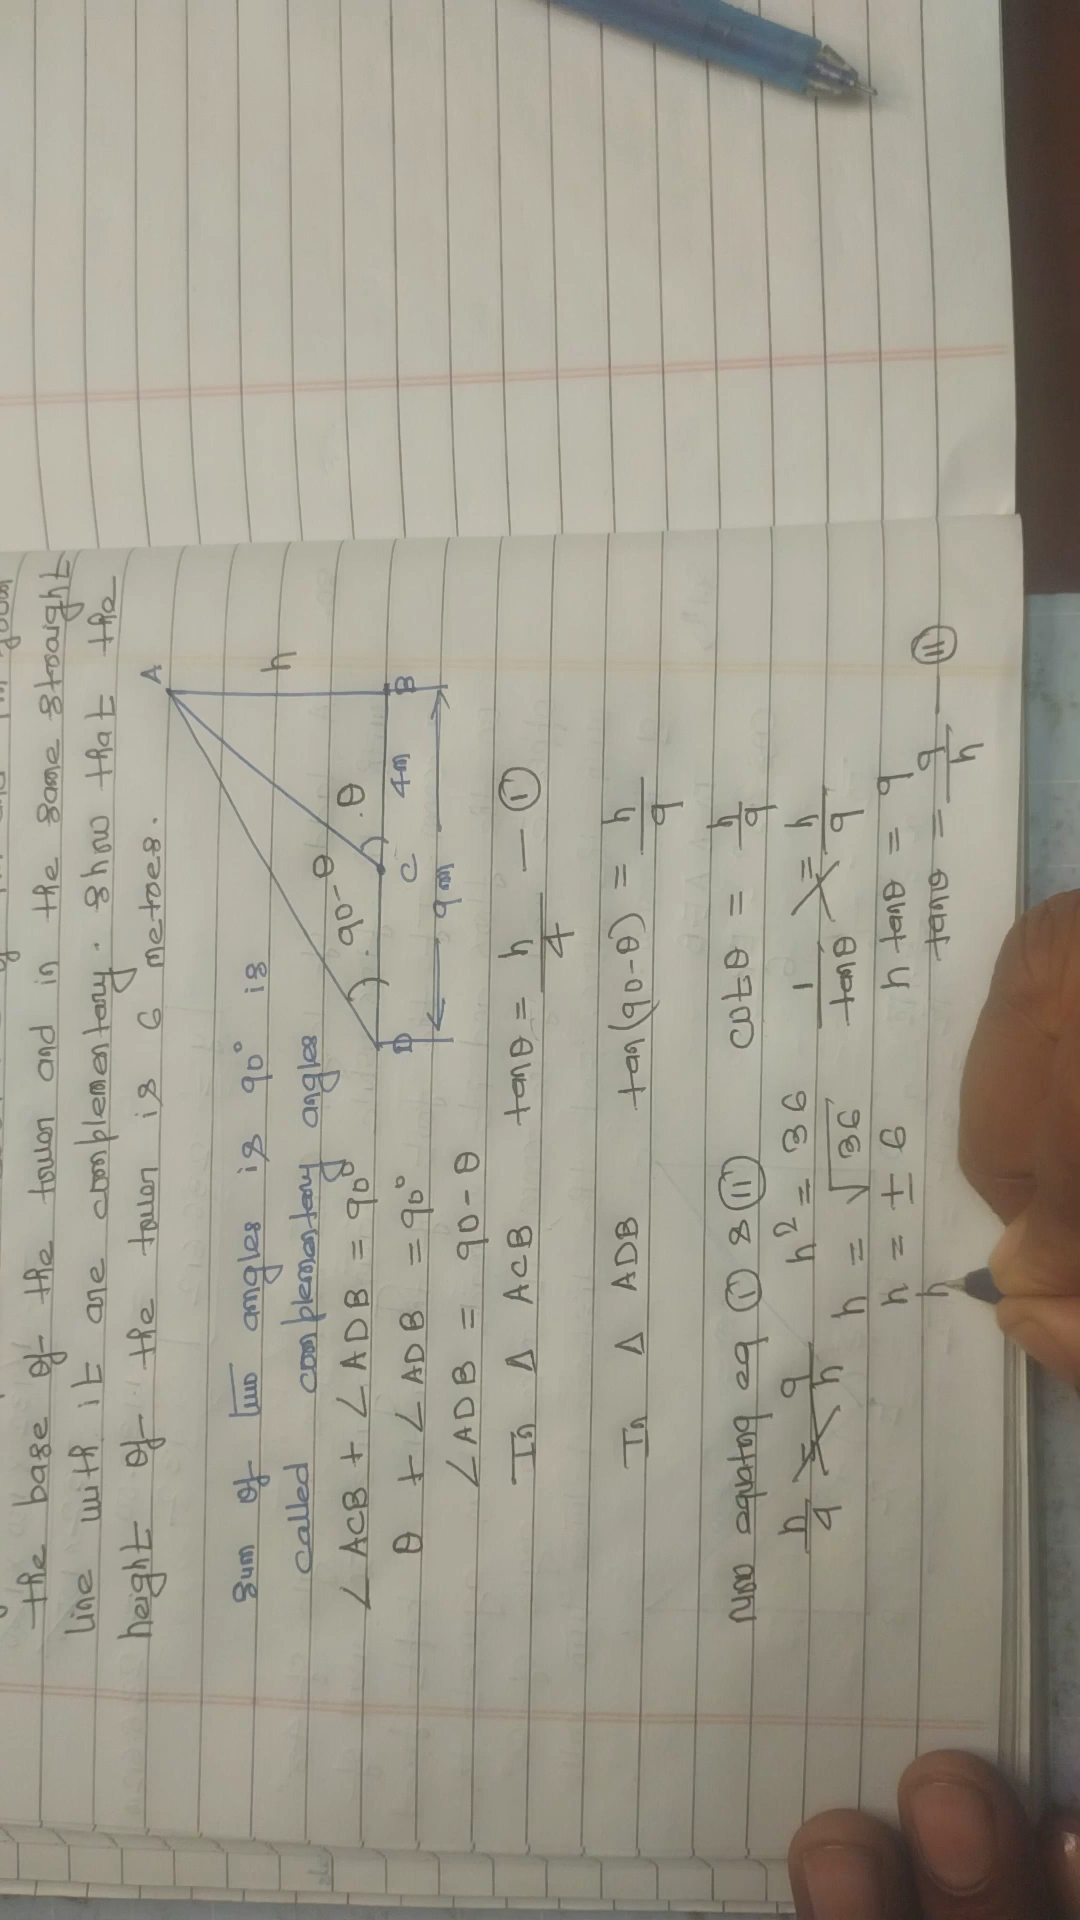 the base of the tower and in the same straight
line with it are complementary. show that the
height of the tower is 6 metres.
A
h
90-θ
θ
D
C
4m
B
9m
sum of two angles is 90° is
called complementary angles
∠ACB + ∠ADB = 90°
θ + ∠ADB = 90°
∠ADB = 90-θ
In Δ ACB tanθ = h/4 — (i)
In Δ ADB tan(90-θ) = h/9
cotθ = h/9
1/tanθ = h/9
h tanθ = 9
tanθ = 9/h — (ii)
Now equatng eq (i) & (ii)
h/4 = 9/h
h² = 36
h = √36
h = ± 6
h